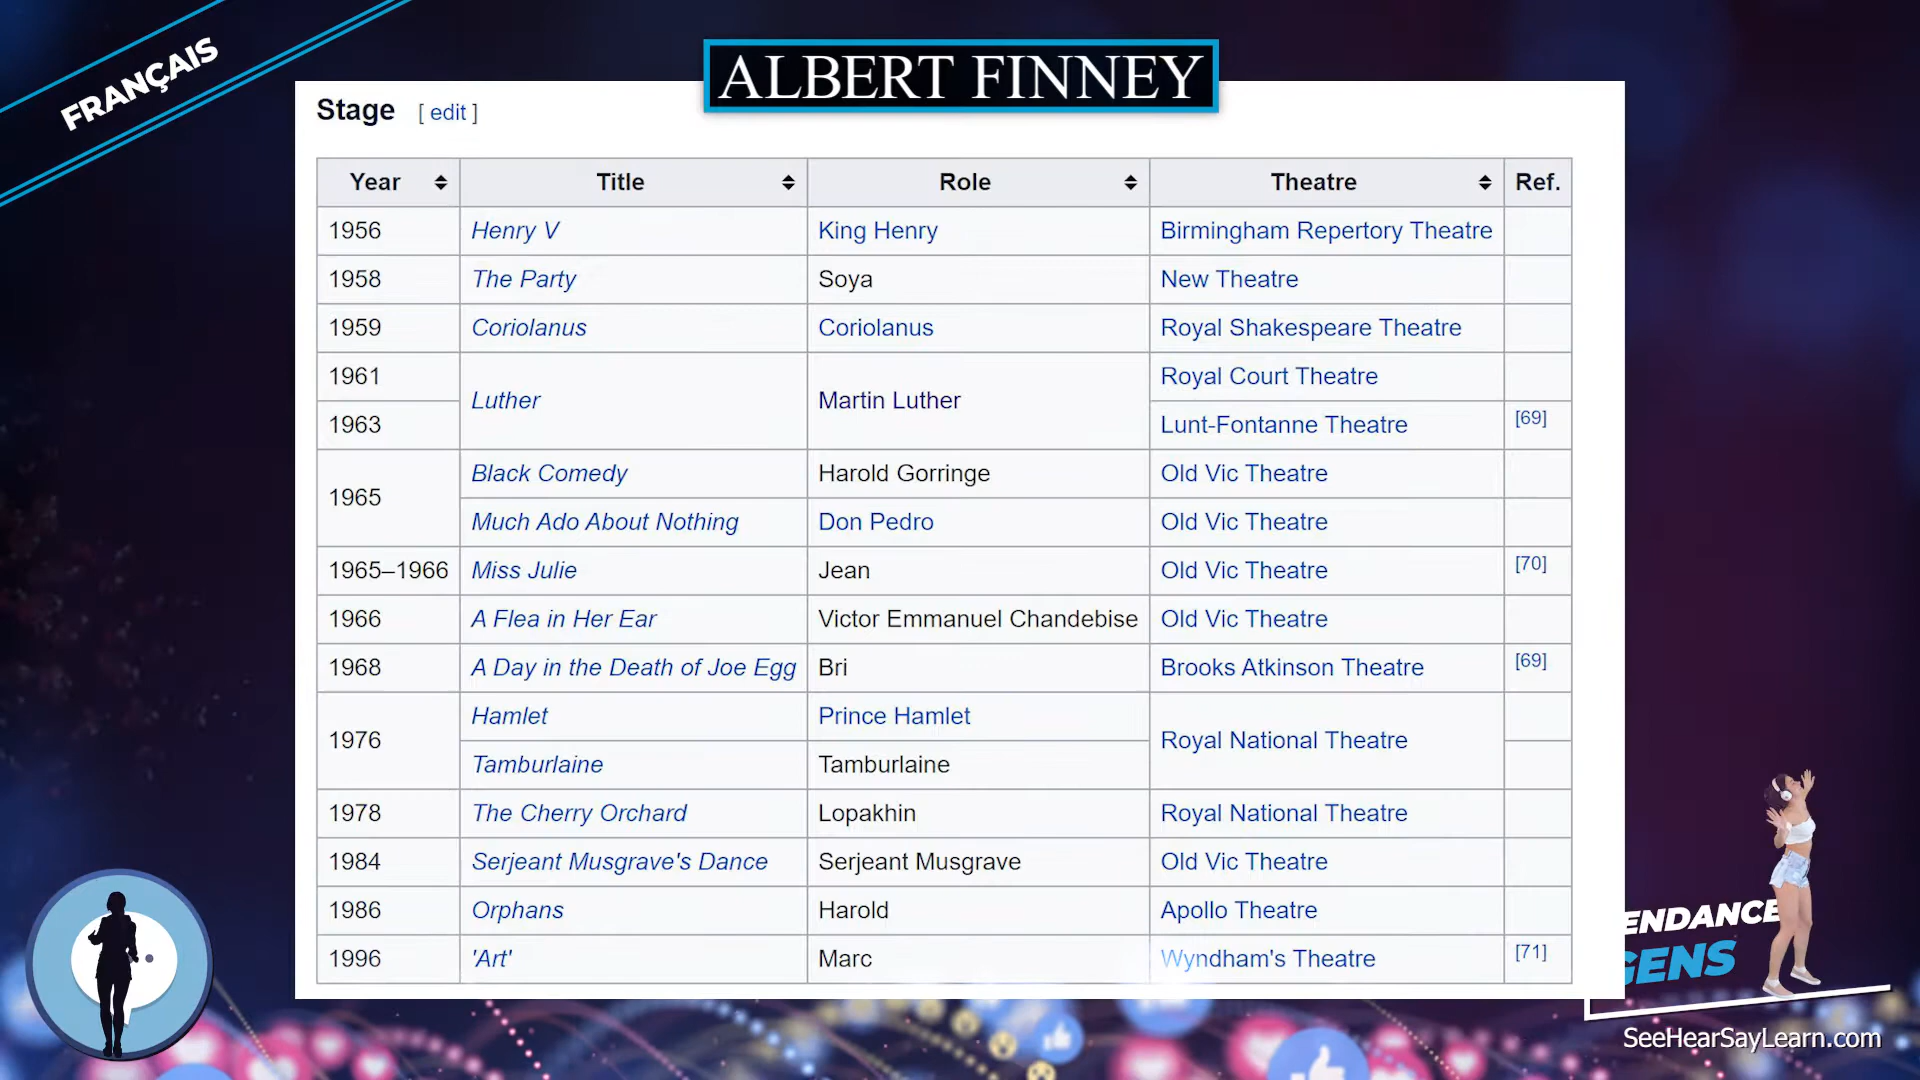 FRANÇAIS
ALBERT FINNEY
Stage [ edit ]
Year Title Role Theatre Ref.
1956 Henry V King Henry Birmingham Repertory Theatre
1958 The Party Soya New Theatre
1959 Coriolanus Coriolanus Royal Shakespeare Theatre
1961 Luther Martin Luther Royal Court Theatre
1963 Lunt-Fontanne Theatre [69]
1965 Black Comedy Harold Gorringe Old Vic Theatre
Much Ado About Nothing Don Pedro Old Vic Theatre
1965–1966 Miss Julie Jean Old Vic Theatre [70]
1966 A Flea in Her Ear Victor Emmanuel Chandebise Old Vic Theatre
1968 A Day in the Death of Joe Egg Bri Brooks Atkinson Theatre [69]
1976 Hamlet Prince Hamlet Royal National Theatre
Tamburlaine Tamburlaine
1978 The Cherry Orchard Lopakhin Royal National Theatre
1984 Serjeant Musgrave's Dance Serjeant Musgrave Old Vic Theatre
1986 Orphans Harold Apollo Theatre
1996 'Art' Marc Wyndham's Theatre [71]
ENDANCE
GENS
SeeHearSayLearn.com